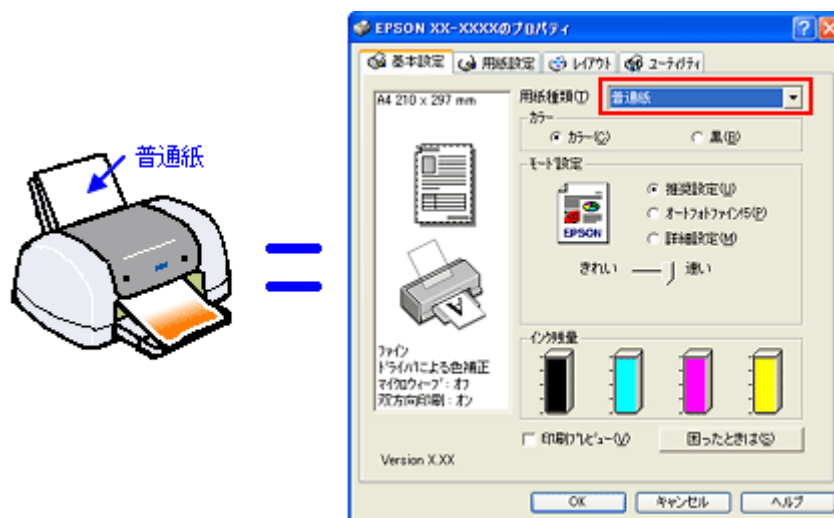 普通紙
EPSON XX-XXXXのプロパティ
基本設定 用紙設定 レイアウト ユーティリティ
A4 210 x 297 mm
用紙種類(T) 普通紙
カラー
カラー(C) 黒(B)
モード設定
推奨設定(U)
オートフォトファイン!5(P)
詳細設定(M)
EPSON
きれい 速い
ファイン
ドライバによる色補正
マイクロウィーブ : オフ
双方向印刷 : オン
インク残量
印刷プレビュー(V) 困ったときは(S)
Version X.XX
OK キャンセル ヘルプ